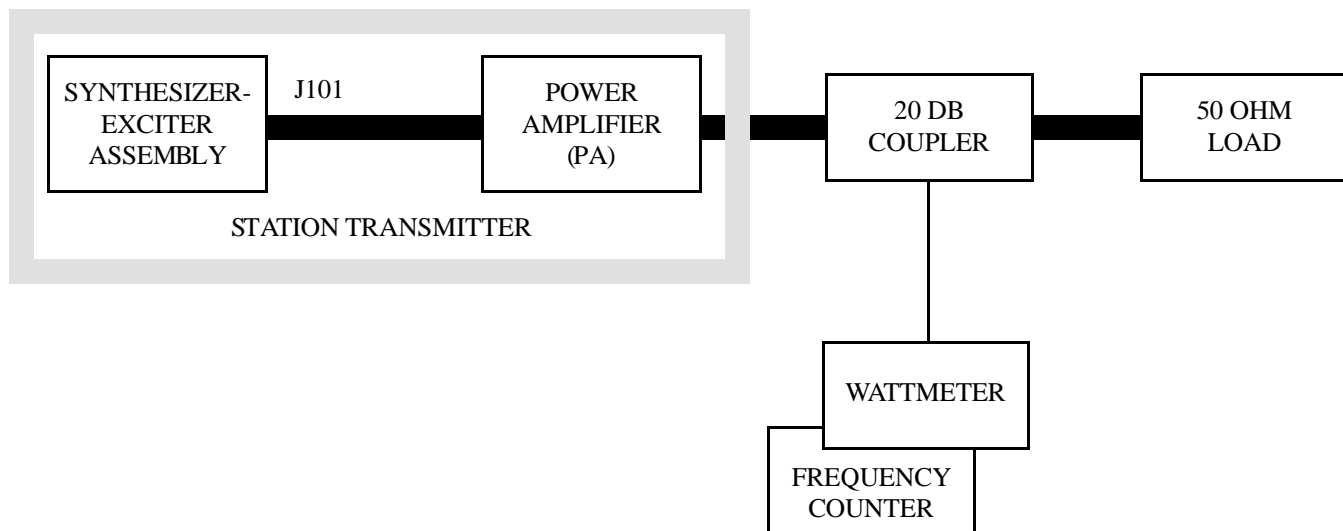 SYNTHESIZER-
EXCITER
ASSEMBLY
J101
POWER
AMPLIFIER
(PA)
20 DB
COUPLER
50 OHM
LOAD
STATION TRANSMITTER
WATTMETER
FREQUENCY
COUNTER